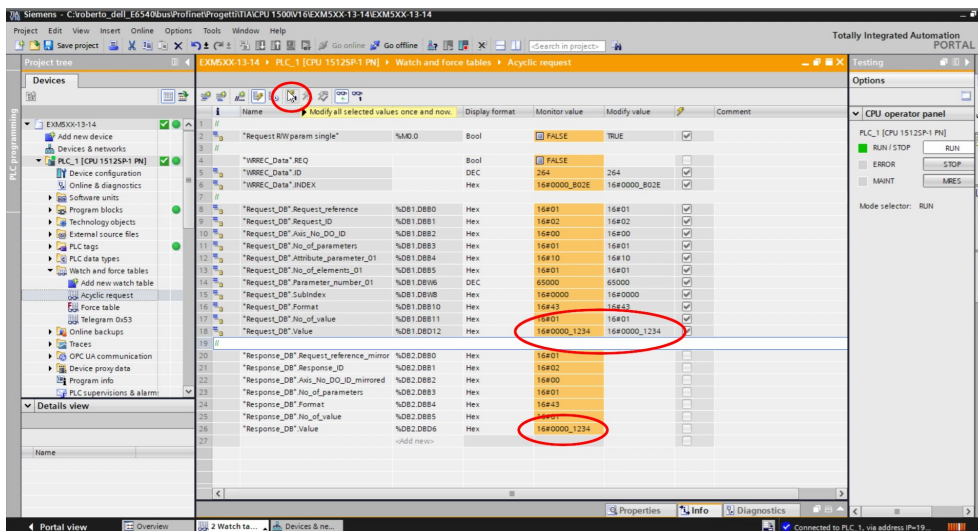 Siemens - C:\roberto_dell_E6540\bus\Profinet\Progetti\TIA\CPU 1500\V16\EXM5XX-13-14\EXM5XX-13-14
Project Edit View Insert Online Options Tools Window Help
Totally Integrated Automation
PORTAL
Save project Go online Go offline <Search in project>
Project tree
EXM5XX-13-14 PLC_1 [CPU 1512SP-1 PN] Watch and force tables Acyclic request
Testing
Devices
Options
PLC programming
i Name Modify all selected values once and now. Display format Monitor value Modify value Comment
1 //
2 "Request R/W param single" %M0.0 Bool FALSE TRUE
3 //
4 "WRREC_Data".REQ Bool FALSE
5 "WRREC_Data".ID DEC 264 264
6 "WRREC_Data".INDEX Hex 16#0000_B02E 16#0000_B02E
7 //
8 "Request_DB".Request_reference %DB1.DBB0 Hex 16#01 16#01
9 "Request_DB".Request_ID %DB1.DBB1 Hex 16#02 16#02
10 "Request_DB".Axis_No_DO_ID %DB1.DBB2 Hex 16#00 16#00
11 "Request_DB".No_of_parameters %DB1.DBB3 Hex 16#01 16#01
12 "Request_DB".Attribute_parameter_01 %DB1.DBB4 Hex 16#10 16#10
13 "Request_DB".No_of_elements_01 %DB1.DBB5 Hex 16#01 16#01
14 "Request_DB".Parameter_number_01 %DB1.DBW6 DEC 65000 65000
15 "Request_DB".SubIndex %DB1.DBW8 Hex 16#0000 16#0000
16 "Request_DB".Format %DB1.DBB10 Hex 16#43 16#43
17 "Request_DB".No_of_value %DB1.DBB11 Hex 16#01 16#01
18 "Request_DB".Value %DB1.DBD12 Hex 16#0000_1234 16#0000_1234
19 //
20 "Response_DB".Request_reference_mirror %DB2.DBB0 Hex 16#01
21 "Response_DB".Response_ID %DB2.DBB1 Hex 16#02
22 "Response_DB".Axis_No_DO_ID_mirrored %DB2.DBB2 Hex 16#00
23 "Response_DB".No_of_parameters %DB2.DBB3 Hex 16#01
24 "Response_DB".Format %DB2.DBB4 Hex 16#43
25 "Response_DB".No_of_value %DB2.DBB5 Hex 16#01
26 "Response_DB".Value %DB2.DBD6 Hex 16#0000_1234
27 <Add new>
EXM5XX-13-14
Add new device
Devices & networks
PLC_1 [CPU 1512SP-1 PN]
Device configuration
Online & diagnostics
Software units
Program blocks
Technology objects
External source files
PLC tags
PLC data types
Watch and force tables
Add new watch table
Acyclic request
Force table
Telegram 0x53
Online backups
Traces
OPC UA communication
Device proxy data
Program info
PLC supervisions & alarms
Details view
Name
CPU operator panel
PLC_1 [CPU 1512SP-1 PN]
RUN / STOP RUN
ERROR STOP
MAINT MRES
Mode selector: RUN
Properties Info Diagnostics
Portal view Overview 2 Watch ta... Devices & ne... Connected to PLC_1, via address IP=19...